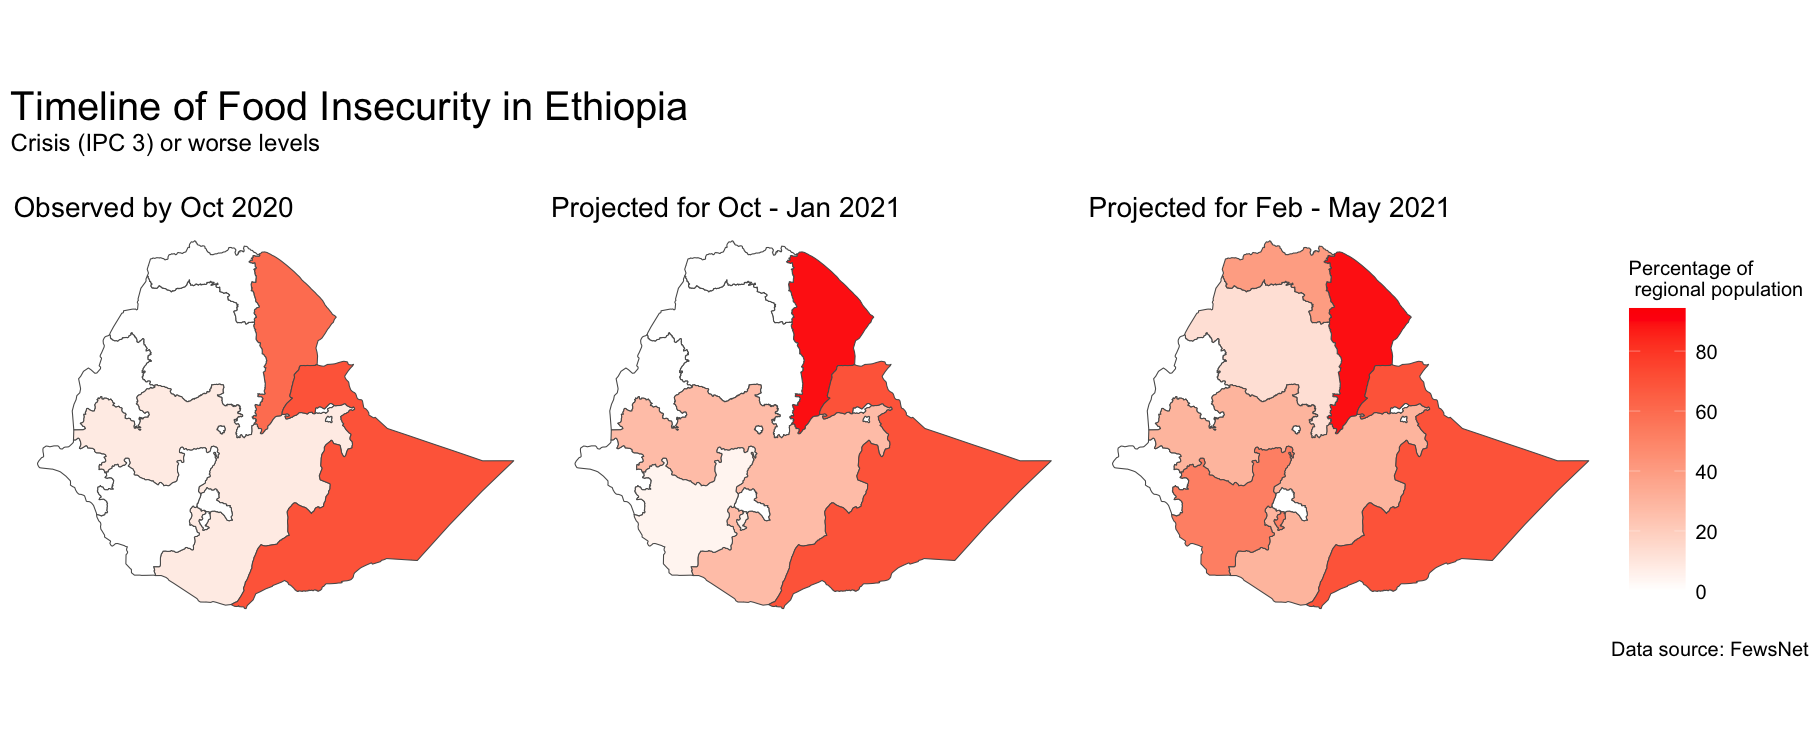 Timeline of Food Insecurity in Ethiopia
Crisis (IPC 3) or worse levels
Observed by Oct 2020
Projected for Oct - Jan 2021
Projected for Feb - May 2021
Percentage of
regional population
80
60
40
20
0
Data source: FewsNet